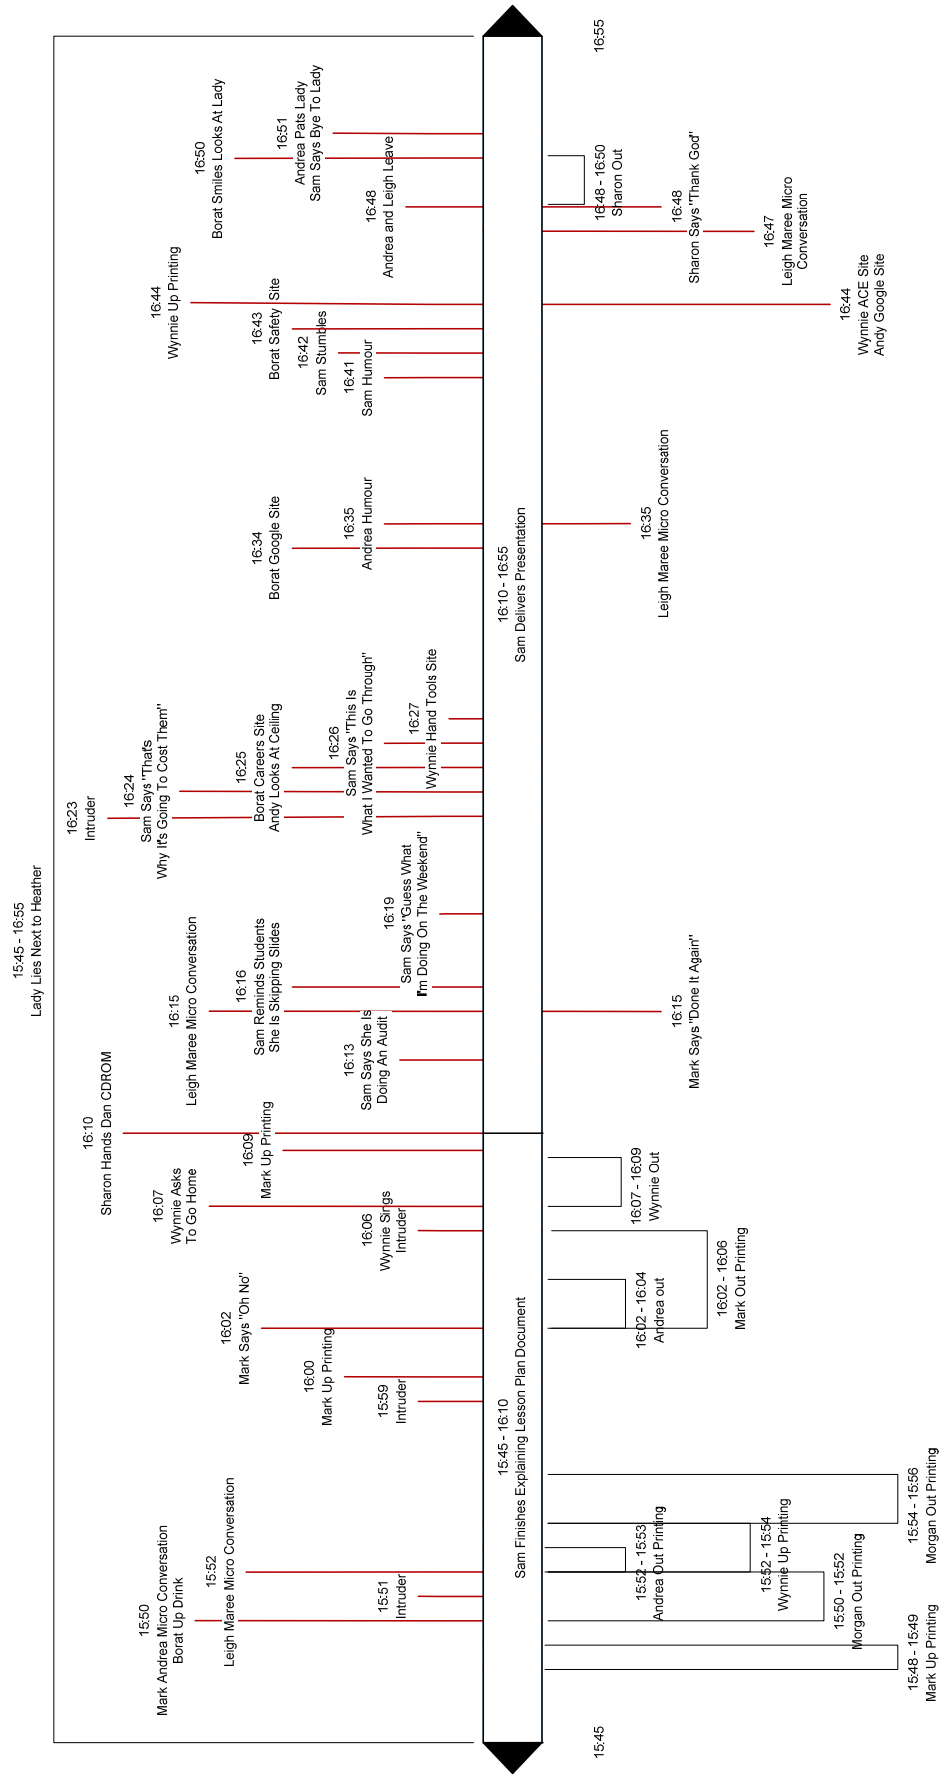 15:45 - 16:55
Lady Lies Next to Heather
15:50
Mark Andrea Micro Conversation
Borat Up Drink
15:52
Leigh Maree Micro Conversation
15:51
Intruder
15:59
Intruder
16:00
Mark Up Printing
16:02
Mark Says "Oh No"
16:06
Wynnie Sings
Intruder
16:07
Wynnie Asks
To Go Home
16:09
Mark Up Printing
16:10
Sharon Hands Dan CDROM
16:13
Sam Says She Is
Doing An Audit
16:15
Leigh Maree Micro Conversation
16:16
Sam Reminds Students
She Is Skipping Slides
16:19
Sam Says "Guess What
I'm Doing On The Weekend"
16:23
Intruder
16:24
Sam Says "That's
Why It's Going To Cost Them"
16:25
Borat Careers Site
Andy Looks At Ceiling
16:26
Sam Says "This Is
What I Wanted To Go Through"
16:27
Wynnie Hand Tools Site
16:34
Borat Google Site
16:35
Andrea Humour
16:41
Sam Humour
16:42
Sam Stumbles
16:43
Borat Safety Site
16:44
Wynnie Up Printing
16:48
Andrea and Leigh Leave
16:50
Borat Smiles Looks At Lady
16:51
Andrea Pats Lady
Sam Says Bye To Lady
15:45 - 16:10
Sam Finishes Explaining Lesson Plan Document
16:10 - 16:55
Sam Delivers Presentation
15:45
16:55
15:48 - 15:49
Mark Up Printing
15:50 - 15:52
Morgan Out Printing
15:52 - 15:53
Andrea Out Printing
15:52 - 15:54
Wynnie Up Printing
15:54 - 15:56
Morgan Out Printing
16:02 - 16:04
Andrea out
16:02 - 16:06
Mark Out Printing
16:07 - 16:09
Wynnie Out
16:15
Mark Says "Done It Again"
16:35
Leigh Maree Micro Conversation
16:44
Wynnie ACE Site
Andy Google Site
16:47
Leigh Maree Micro
Conversation
16:48
Sharon Says "Thank God"
16:48 - 16:50
Sharon Out